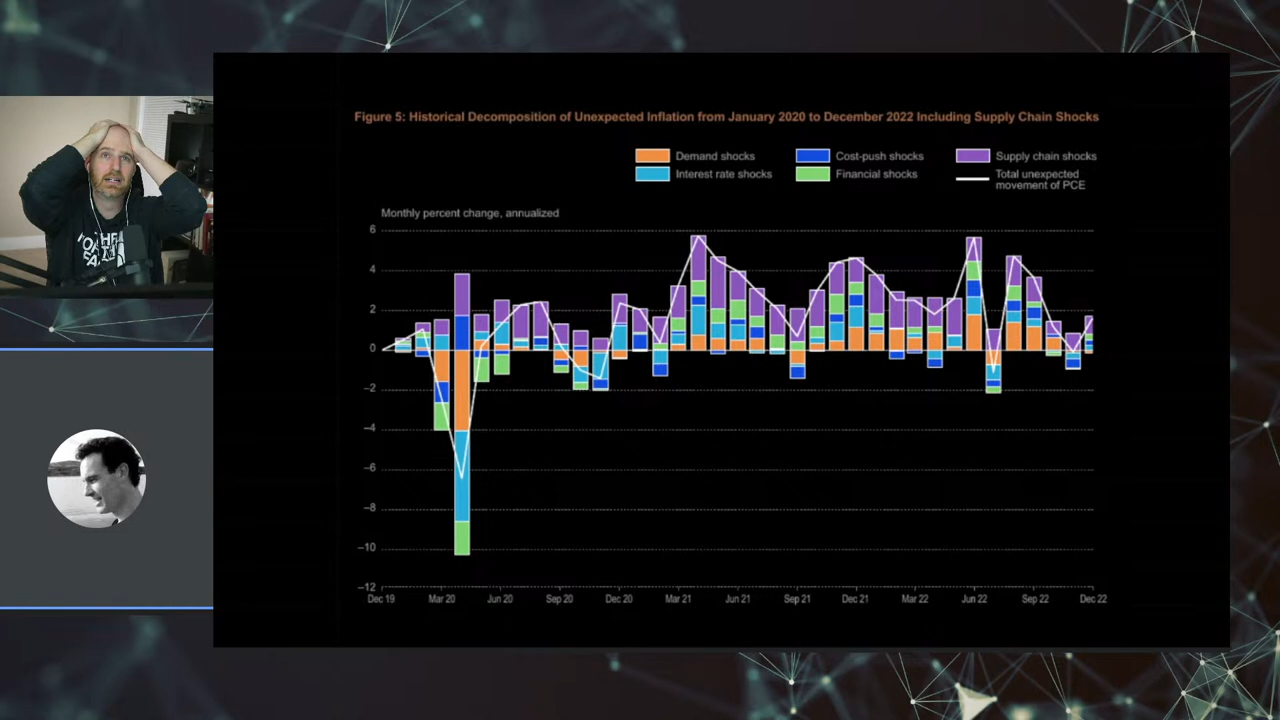 Figure 5: Historical Decomposition of Unexpected Inflation from January 2020 to December 2022 Including Supply Chain Shocks
Demand shocks
Cost-push shocks
Supply chain shocks
Interest rate shocks
Financial shocks
Total unexpected
movement of PCE
Monthly percent change, annualized
6
4
2
0
–2
–4
–6
–8
–10
–12
Dec 19 Mar 20 Jun 20 Sep 20 Dec 20 Mar 21 Jun 21 Sep 21 Dec 21 Mar 22 Jun 22 Sep 22 Dec 22